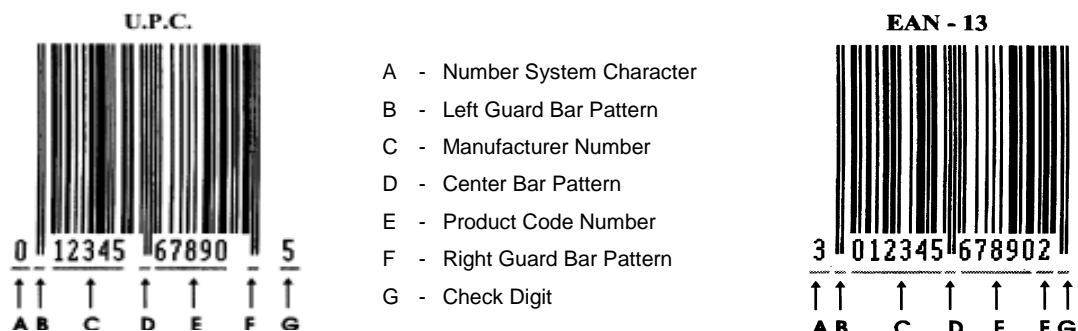 U.P.C.
0 12345 67890 5
A B C D E F G
A - Number System Character
B - Left Guard Bar Pattern
C - Manufacturer Number
D - Center Bar Pattern
E - Product Code Number
F - Right Guard Bar Pattern
G - Check Digit
EAN - 13
3 012345 678902
A B C D E F G